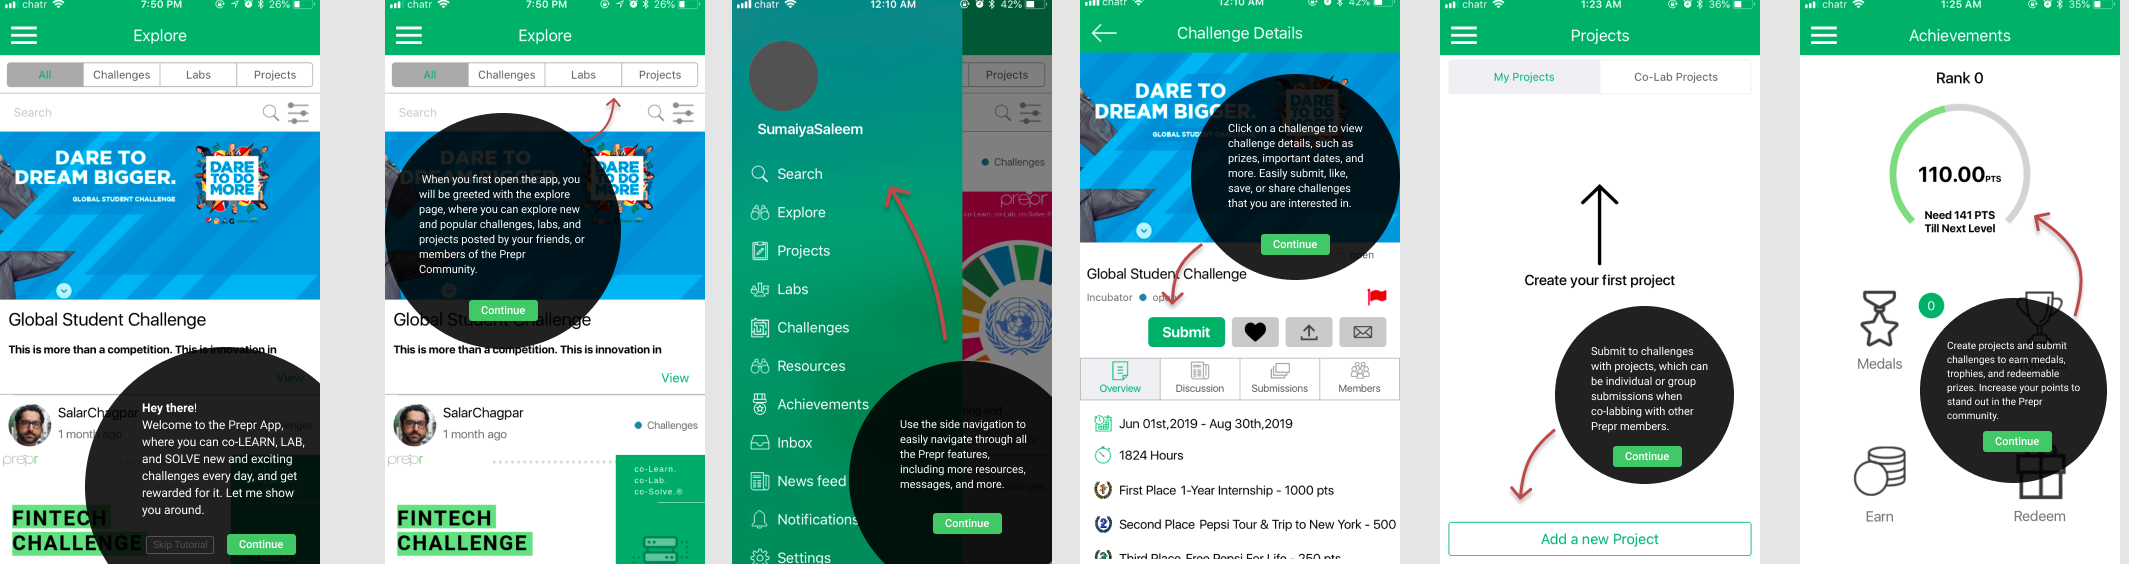 chatr 7:50 PM 26%
Explore
All Challenges Labs Projects
Search
DARE TO
DREAM BIGGER.
GLOBAL STUDENT CHALLENGE
DARE
TO DO
MORE
Global Student Challenge
This is more than a competition. This is innovation in
View
SalarChagpar
1 month ago
prepr
Hey there!
Welcome to the Prepr App,
where you can co-LEARN, LAB,
and SOLVE new and exciting
challenges every day, and get
rewarded for it. Let me show
you around.
FINTECH
CHALLENGE
Skip Tutorial Continue
chatr 7:50 PM 26%
Explore
All Challenges Labs Projects
Search
DARE TO
DREAM BIGGER.
DARE
TO DO
MORE
When you first open the app, you
will be greeted with the explore
page, where you can explore new
and popular challenges, labs, and
projects posted by your friends, or
members of the Prepr
Community.
Continue
Global Student Challenge
This is more than a competition. This is innovation in
View
SalarChagpar
1 month ago
Challenges
prepr
co-Learn.
co-Lab.
co-Solve.®
FINTECH
CHALLENGE
chatr 12:10 AM 42%
Projects
SumaiyaSaleem
Challenges
prepr
co-Learn. co-Lab. co-Solve.®
Search
Explore
Projects
Labs
Challenges
Resources
Achievements
Inbox
News feed
Notifications
Settings
Use the side navigation to
easily navigate through all
the Prepr features,
including more resources,
messages, and more.
Continue
chatr 12:10 AM 42%
Challenge Details
DARE TO
DREAM BIGGER.
GLOBAL STUDENT
Click on a challenge to view
challenge details, such as
prizes, important dates, and
more. Easily submit, like,
save, or share challenges
that you are interested in.
Continue
open
Global Student Challenge
Incubator open
Submit
Overview Discussion Submissions Members
Jun 01st,2019 - Aug 30th,2019
1824 Hours
First Place 1-Year Internship - 1000 pts
Second Place Pepsi Tour & Trip to New York - 500
Third Place Free Pepsi For Life - 250 pts
chatr 1:23 AM 36%
Projects
My Projects Co-Lab Projects
Create your first project
Submit to challenges
with projects, which can
be individual or group
submissions when
co-labbing with other
Prepr members.
Continue
Add a new Project
chatr 1:25 AM 35%
Achievements
Rank 0
110.00PTS
Need 141 PTS
Till Next Level
0
Medals
Create projects and submit
challenges to earn medals,
trophies, and redeemable
prizes. Increase your points to
stand out in the Prepr
community.
Continue
Earn Redeem